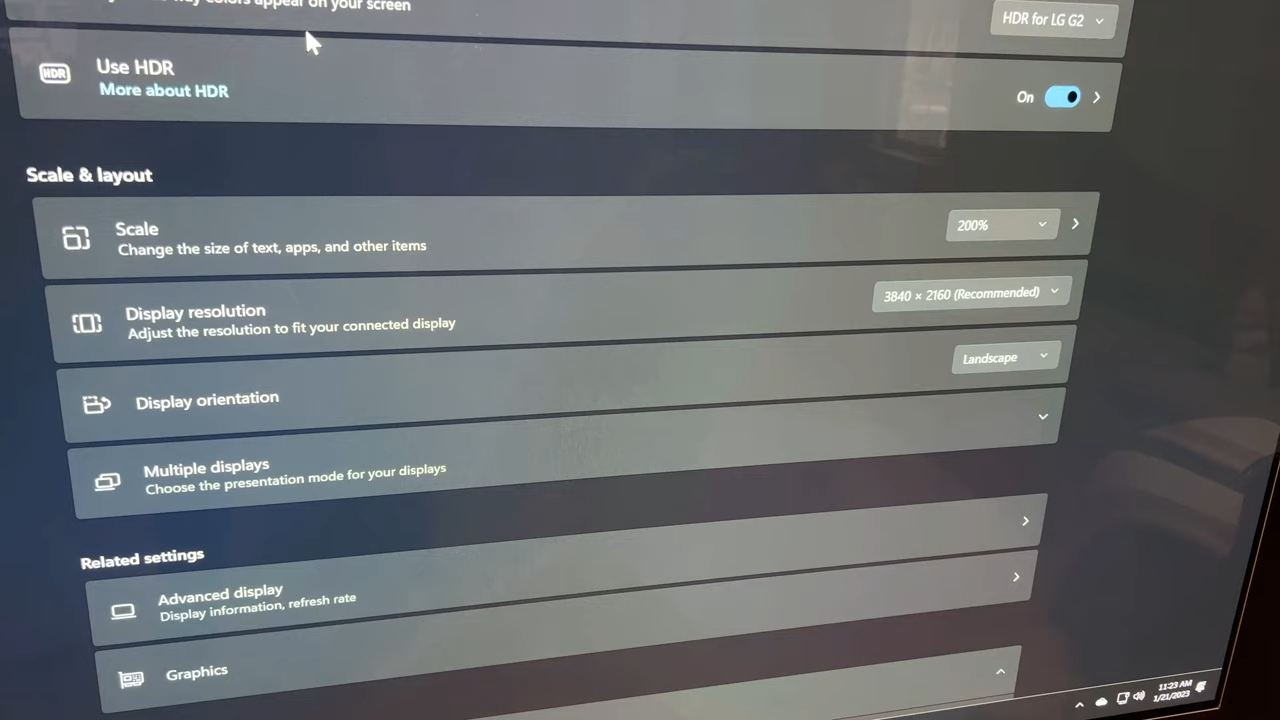 colors appear on your screen
HDR for LG G2
HDR
Use HDR
More about HDR
On
Scale & layout
Scale
Change the size of text, apps, and other items
200%
Display resolution
Adjust the resolution to fit your connected display
3840 × 2160 (Recommended)
Display orientation
Landscape
Multiple displays
Choose the presentation mode for your displays
Related settings
Advanced display
Display information, refresh rate
Graphics
11:23 AM
1/21/2023